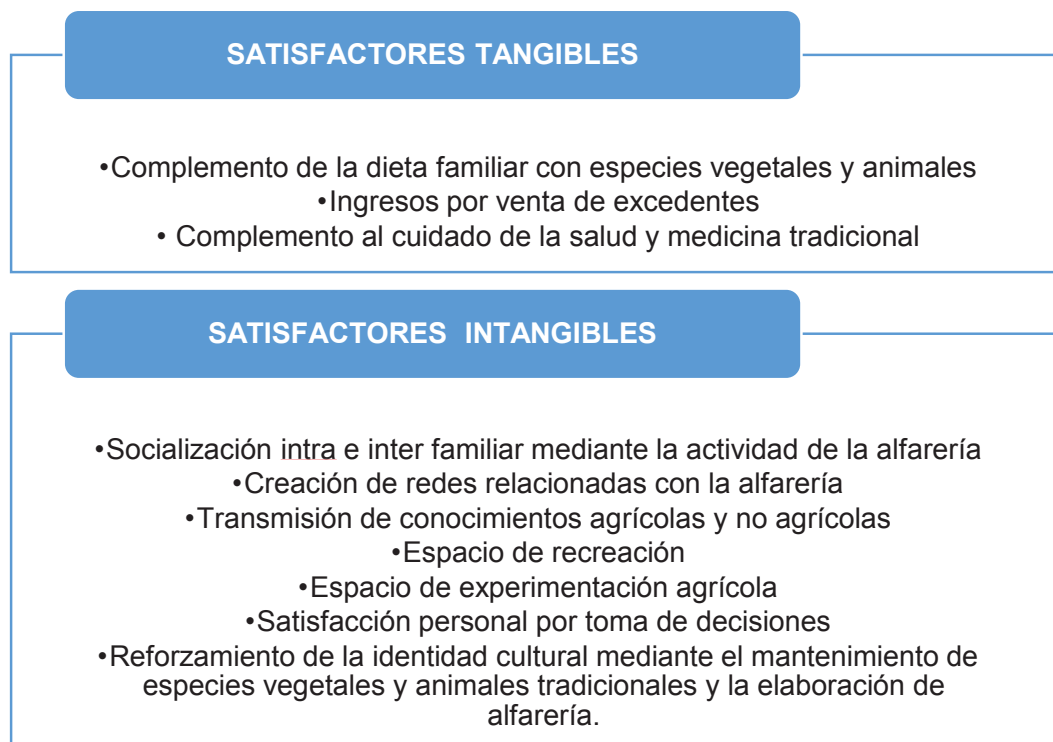 SATISFACTORES TANGIBLES
•Complemento de la dieta familiar con especies vegetales y animales
•Ingresos por venta de excedentes
• Complemento al cuidado de la salud y medicina tradicional
SATISFACTORES  INTANGIBLES
•Socialización intra e inter familiar mediante la actividad de la alfarería
•Creación de redes relacionadas con la alfarería
•Transmisión de conocimientos agrícolas y no agrícolas
•Espacio de recreación
•Espacio de experimentación agrícola
•Satisfacción personal por toma de decisiones
•Reforzamiento de la identidad cultural mediante el mantenimiento de
especies vegetales y animales tradicionales y la elaboración de
alfarería.